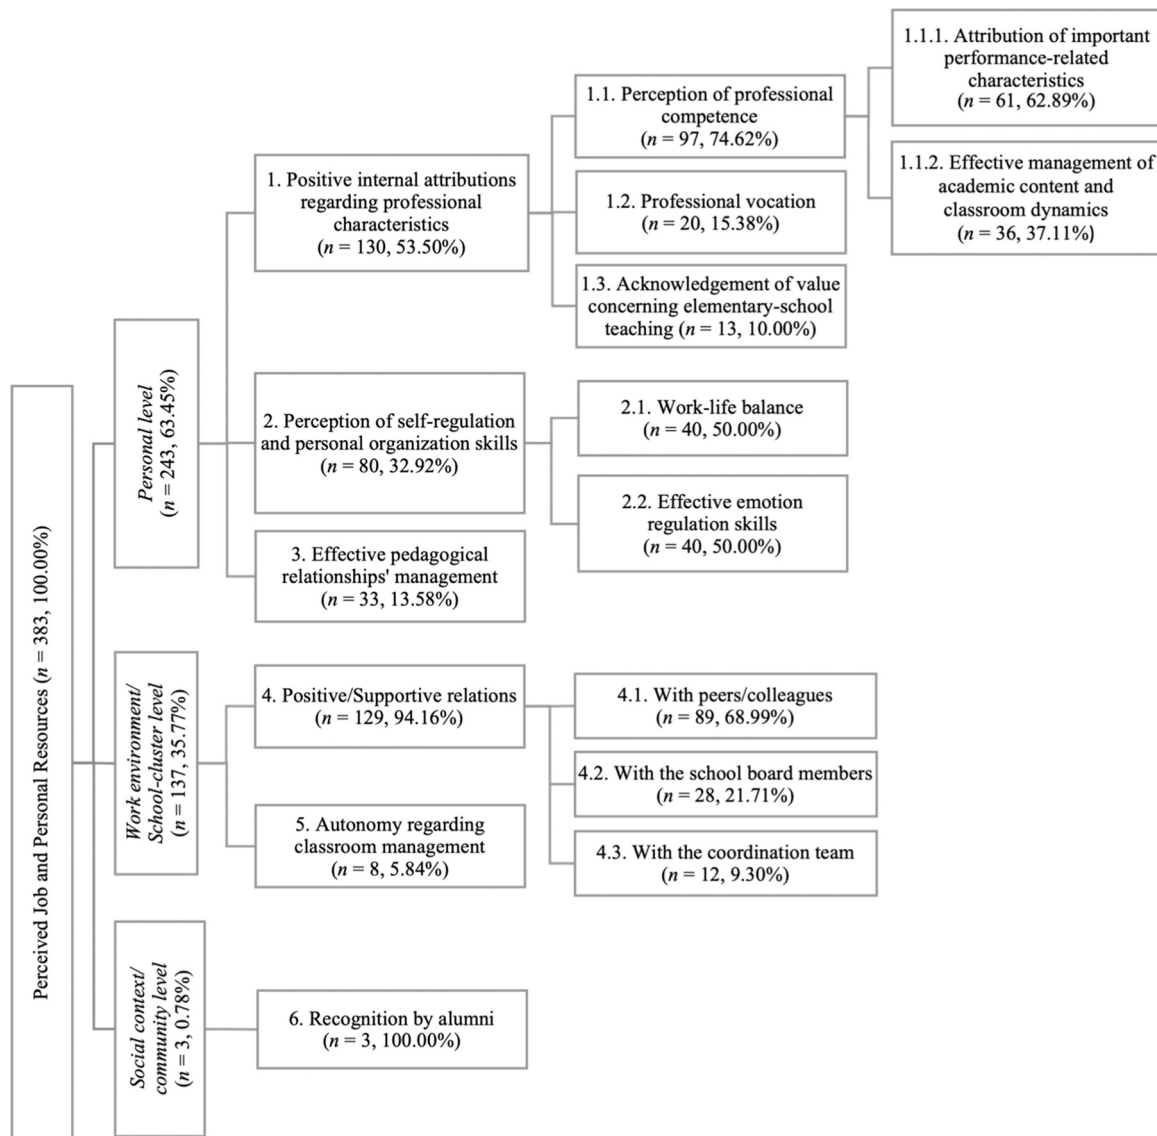 Perceived Job and Personal Resources (n = 383, 100.00%)
Personal level
(n = 243, 63.45%)
1. Positive internal attributions
regarding professional
characteristics
(n = 130, 53.50%)
1.1. Perception of professional
competence
(n = 97, 74.62%)
1.1.1. Attribution of important
performance-related
characteristics
(n = 61, 62.89%)
1.1.2. Effective management of
academic content and
classroom dynamics
(n = 36, 37.11%)
1.2. Professional vocation
(n = 20, 15.38%)
1.3. Acknowledgement of value
concerning elementary-school
teaching (n = 13, 10.00%)
2. Perception of self-regulation
and personal organization skills
(n = 80, 32.92%)
2.1. Work-life balance
(n = 40, 50.00%)
2.2. Effective emotion
regulation skills
(n = 40, 50.00%)
3. Effective pedagogical
relationships' management
(n = 33, 13.58%)
Work environment/
School-cluster level
(n = 137, 35.77%)
4. Positive/Supportive relations
(n = 129, 94.16%)
4.1. With peers/colleagues
(n = 89, 68.99%)
4.2. With the school board members
(n = 28, 21.71%)
4.3. With the coordination team
(n = 12, 9.30%)
5. Autonomy regarding
classroom management
(n = 8, 5.84%)
Social context/
community level
(n = 3, 0.78%)
6. Recognition by alumni
(n = 3, 100.00%)